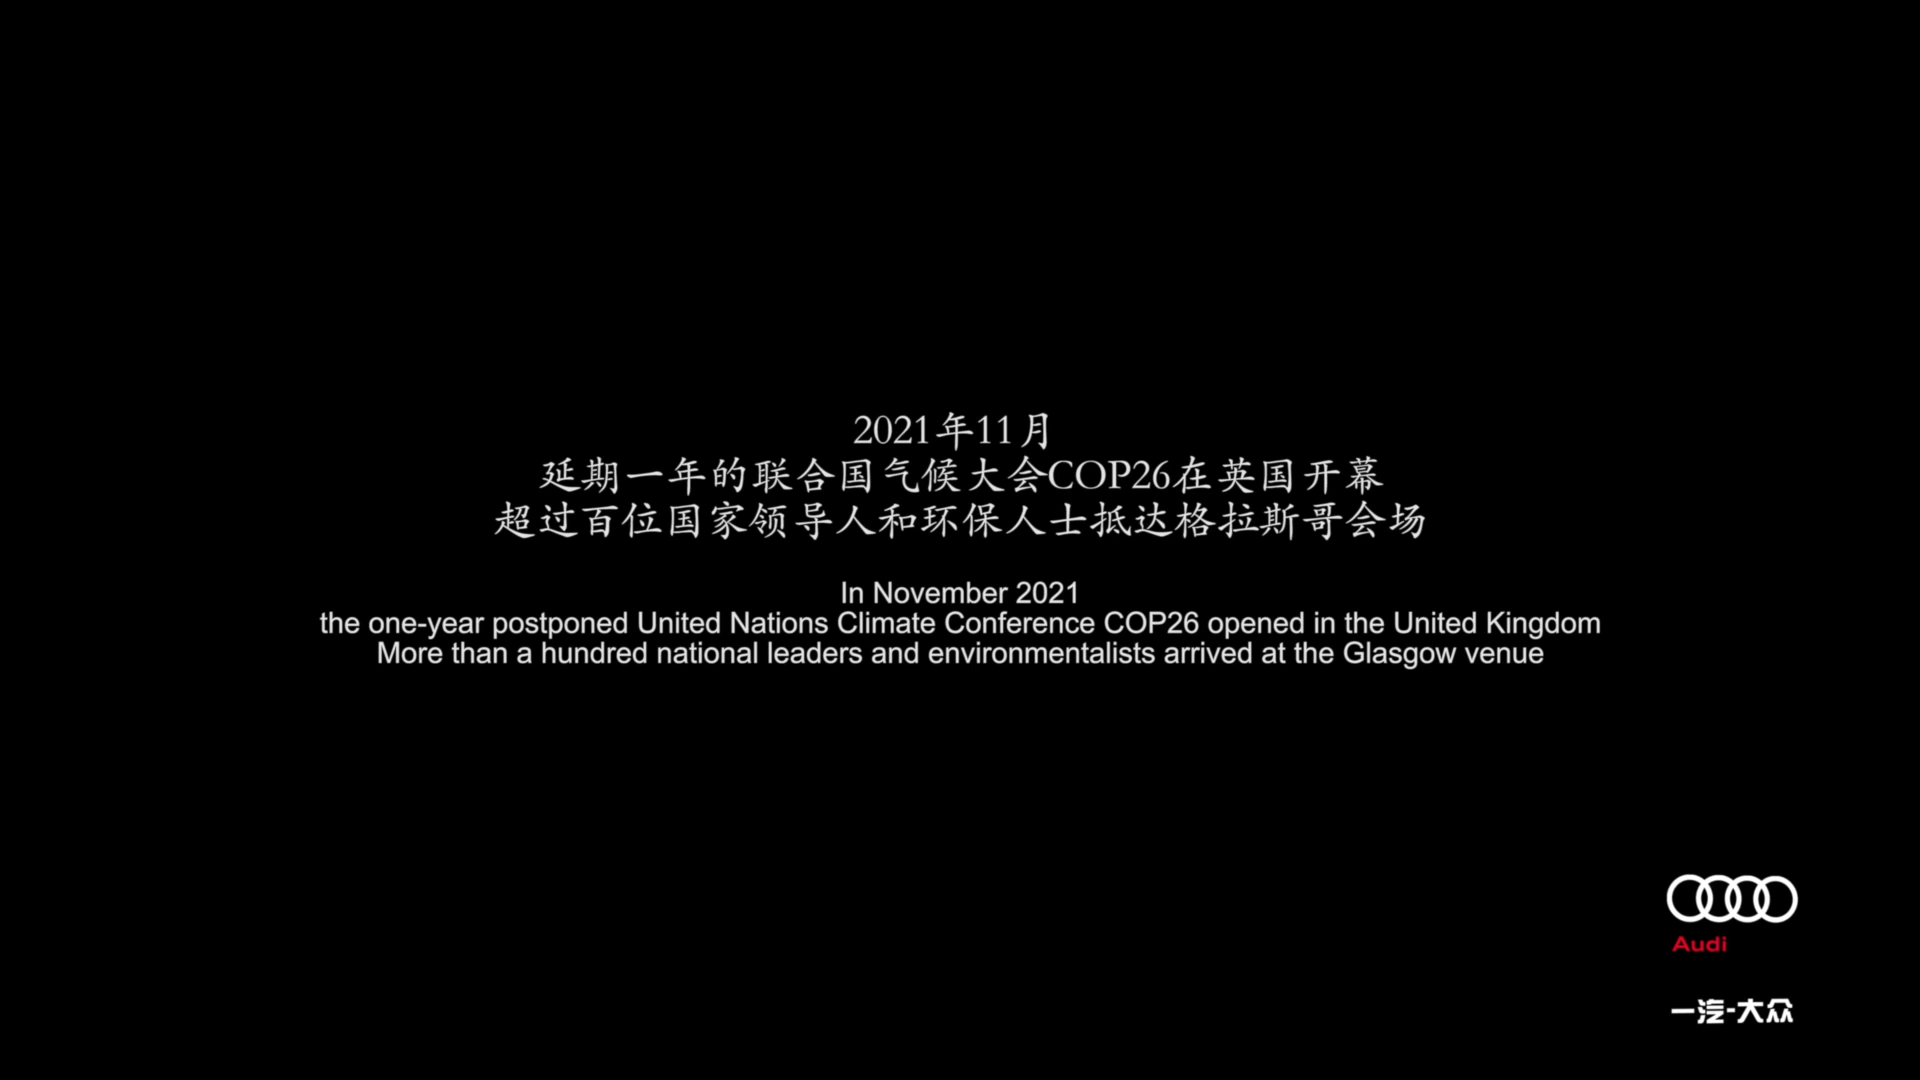 2021年11月
延期一年的联合国气候大会COP26在英国开幕
超过百位国家领导人和环保人士抵达格拉斯哥会场
In November 2021
the one-year postponed United Nations Climate Conference COP26 opened in the United Kingdom
More than a hundred national leaders and environmentalists arrived at the Glasgow venue
Audi
一汽-大众